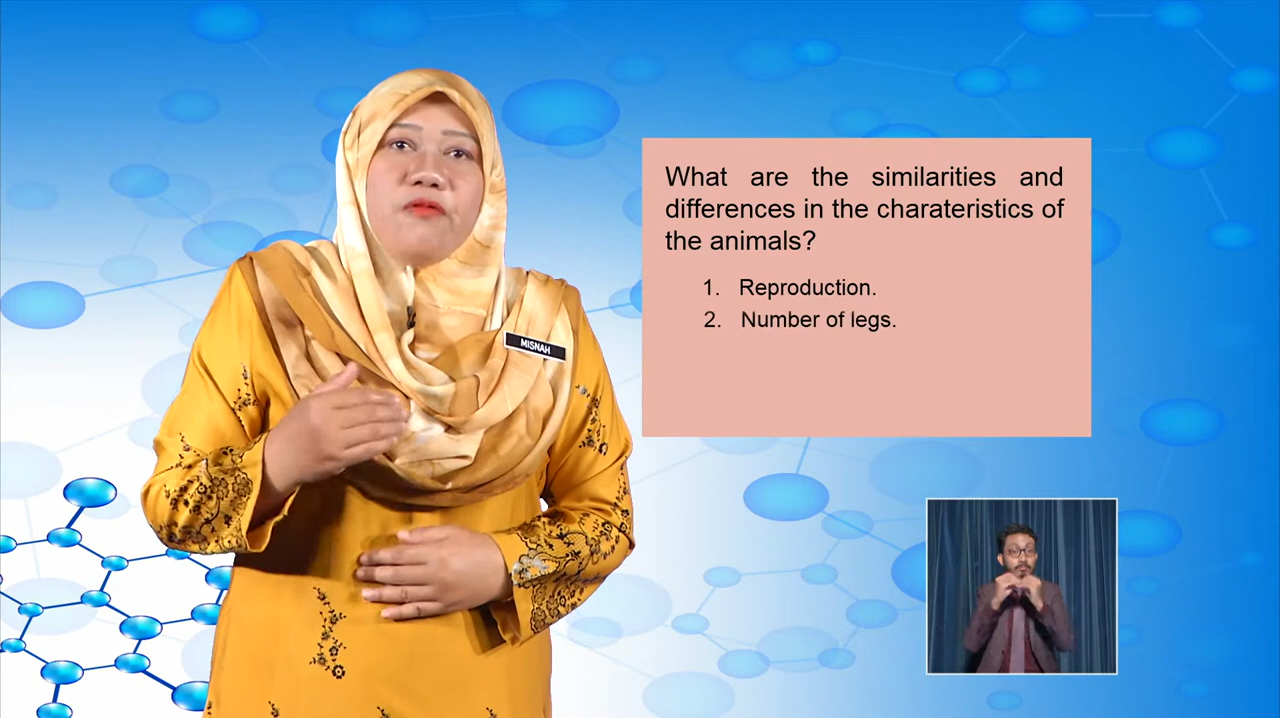 What are the similarities and
differences in the charateristics of
the animals?
1. Reproduction.
2. Number of legs.
MISNAH